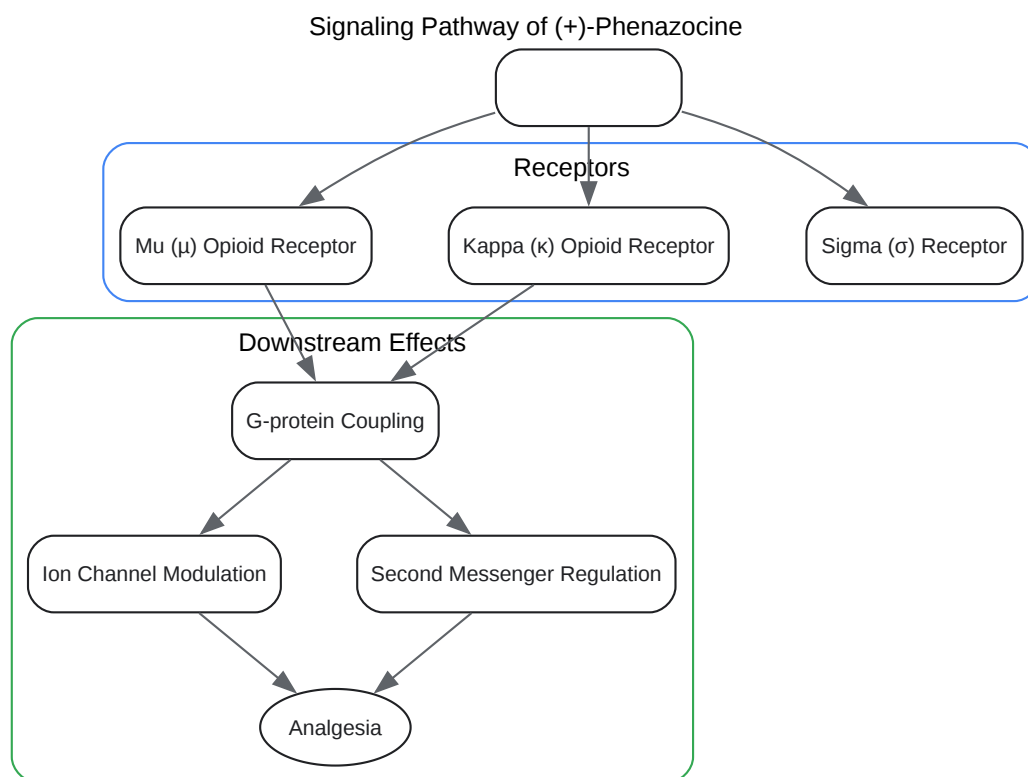 Signaling Pathway of (+)-Phenazocine
Receptors
Mu (µ) Opioid Receptor
Kappa (κ) Opioid Receptor
Sigma (σ) Receptor
Downstream Effects
G-protein Coupling
Ion Channel Modulation
Second Messenger Regulation
Analgesia